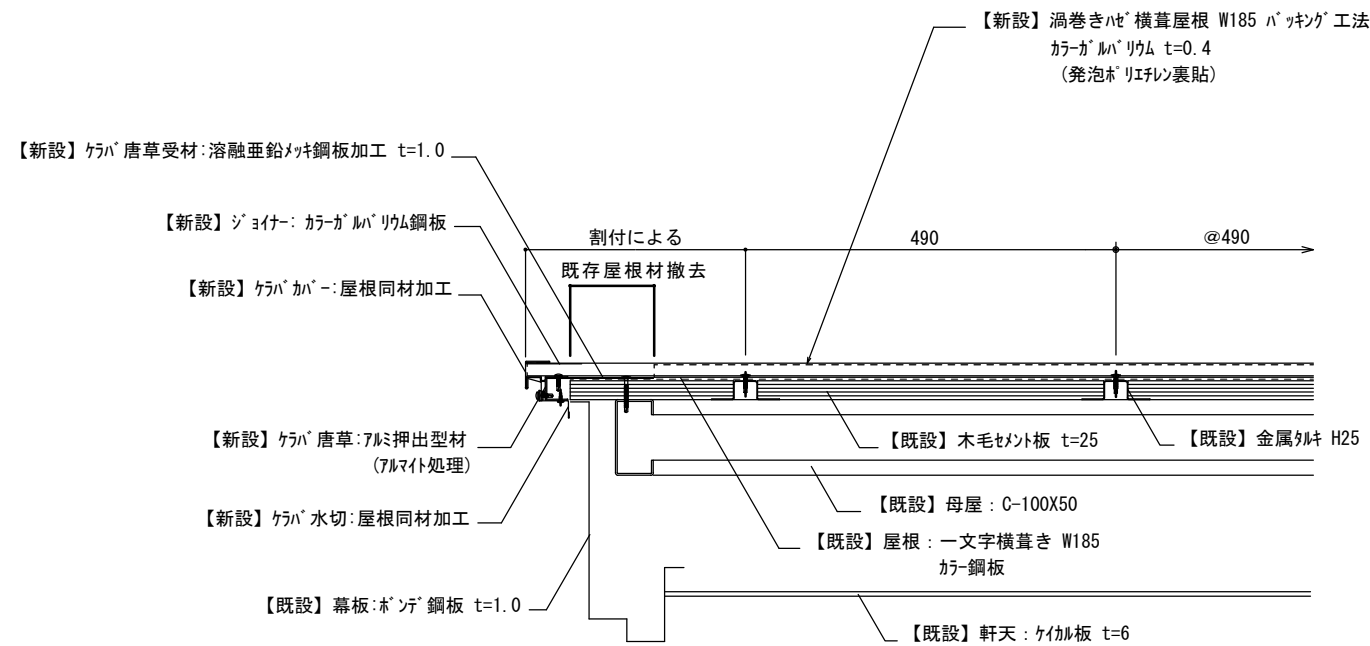 【新設】渦巻きﾊｾﾞ横葺屋根 W185 ﾊﾞｯｷﾝｸﾞ工法
ｶﾗｰｶﾞﾙﾊﾞﾘｳﾑ t=0.4
(発泡ﾎﾟﾘｴﾁﾚﾝ裏貼)
【新設】ｹﾗﾊﾞ唐草受材:溶融亜鉛ﾒｯｷ鋼板加工 t=1.0
【新設】ｼﾞｮｲﾅｰ: ｶﾗｰｶﾞﾙﾊﾞﾘｳﾑ鋼板
割付による
490
@490
既存屋根材撤去
【新設】ｹﾗﾊﾞｶﾊﾞｰ:屋根同材加工
【新設】ｹﾗﾊﾞ唐草:ｱﾙﾐ押出型材
(ｱﾙﾏｲﾄ処理)
【既設】木毛ｾﾒﾝﾄ板 t=25
【既設】金属ﾀﾙｷ H25
【新設】ｹﾗﾊﾞ水切:屋根同材加工
【既設】母屋：C-100X50
【既設】屋根：一文字横葺き W185
ｶﾗｰ鋼板
【既設】幕板:ﾎﾞﾝﾃﾞ鋼板 t=1.0
【既設】軒天：ｹｲｶﾙ板 t=6